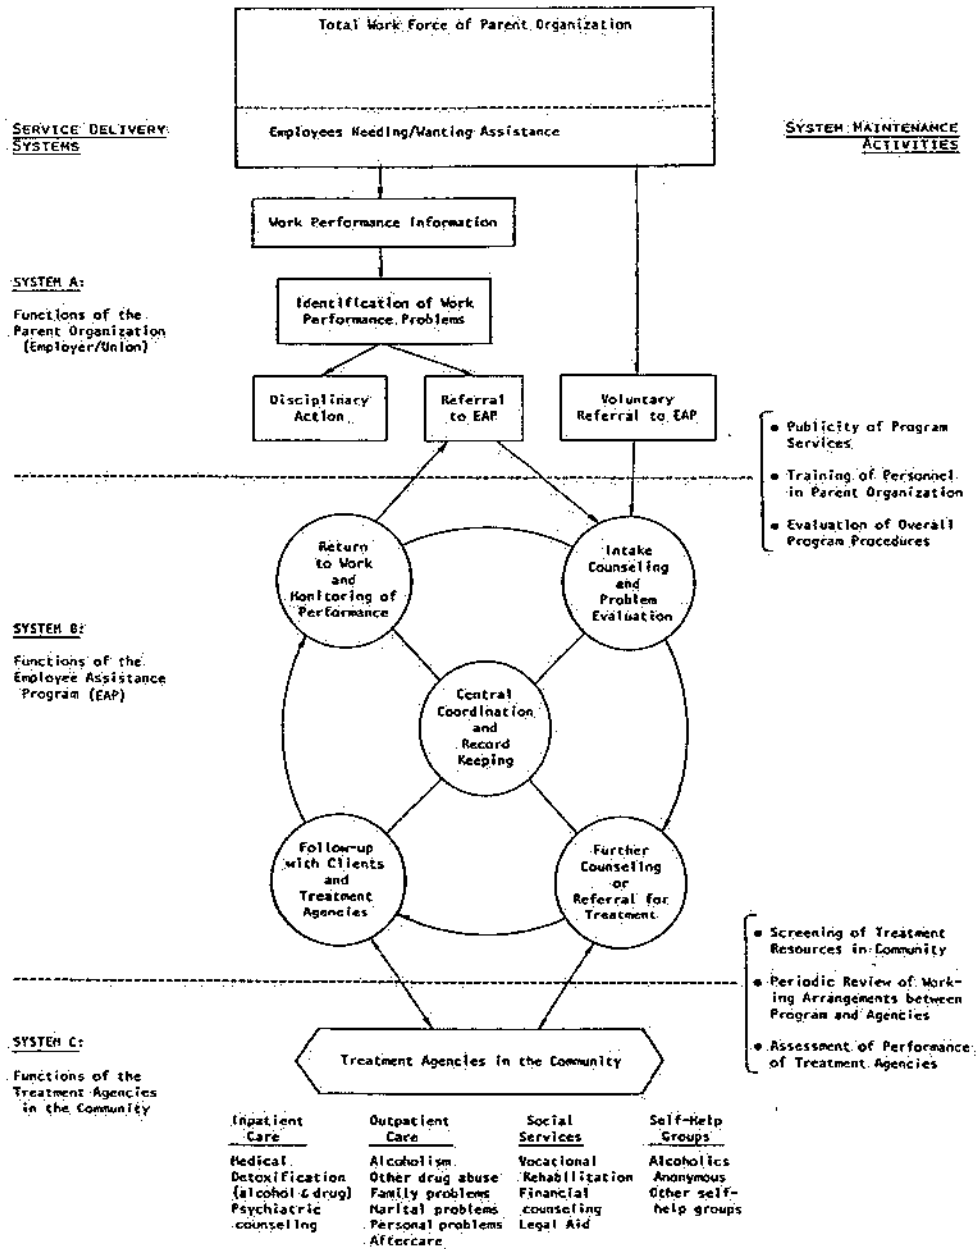 Total Work Force of Parent Organization
SERVICE DELIVERY
SYSTEMS
Employees Needing/Wanting Assistance
SYSTEM MAINTENANCE
ACTIVITIES
Work Performance Information
SYSTEM A:
Functions of the
Parent Organization
(Employer/Union)
Identification of Work
Performance Problems
Disciplinary
Action
Referral
to EAP
Voluntary
Referral to EAP
• Publicity of Program
Services
• Training of Personnel
in Parent Organization
• Evaluation of Overall
Program Procedures
Return
to Work
and
Monitoring of
Performance
Intake
Counseling
and
Problem
Evaluation
SYSTEM B:
Functions of the
Employee Assistance
Program (EAP)
Central
Coordination
and
Record
Keeping
Follow-up
with Clients
and
Treatment
Agencies
Further
Counseling
or
Referral for
Treatment
• Screening of Treatment
Resources in Community
• Periodic Review of Work-
ing Arrangements between
Program and Agencies
• Assessment of Performance
of Treatment Agencies
SYSTEM C:
Functions of the
Treatment Agencies
in the Community
Treatment Agencies in the Community
Inpatient
Care
Medical
Detoxification
(alcohol & drug)
Psychiatric
counseling
Outpatient
Care
Alcoholism
Other drug abuse
Family problems
Marital problems
Personal problems
Aftercare
Social
Services
Vocational
Rehabilitation
Financial
counseling
Legal Aid
Self-Help
Groups
Alcoholics
Anonymous
Other self-
help groups